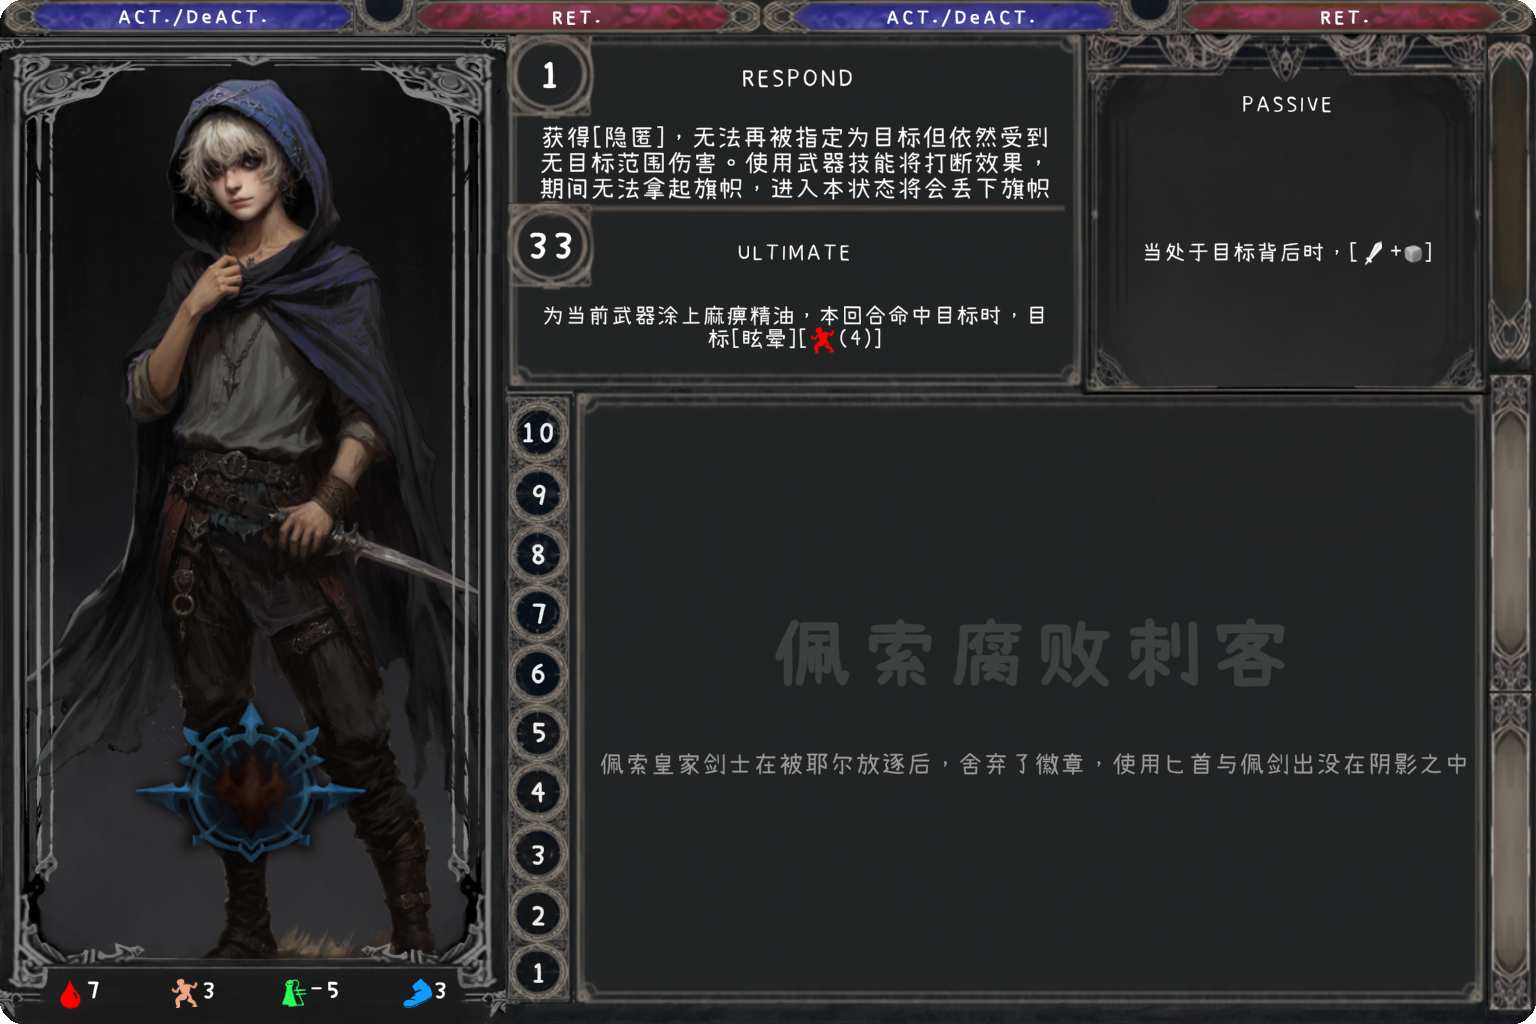 ACT./DeACT.
RET.
ACT./DeACT.
RET.
1
RESPOND
获得[隐匿]，无法再被指定为目标但依然受到
无目标范围伤害。使用武器技能将打断效果，
期间无法拿起旗帜，进入本状态将会丢下旗帜
33
ULTIMATE
为当前武器涂上麻痹精油，本回合命中目标时，目
标[眩晕][(4)]
PASSIVE
当处于目标背后时，[+]
10
9
8
7
6
5
4
3
2
1
佩索腐败刺客
佩索皇家剑士在被耶尔放逐后，舍弃了徽章，使用匕首与佩剑出没在阴影之中
7
3
-5
3